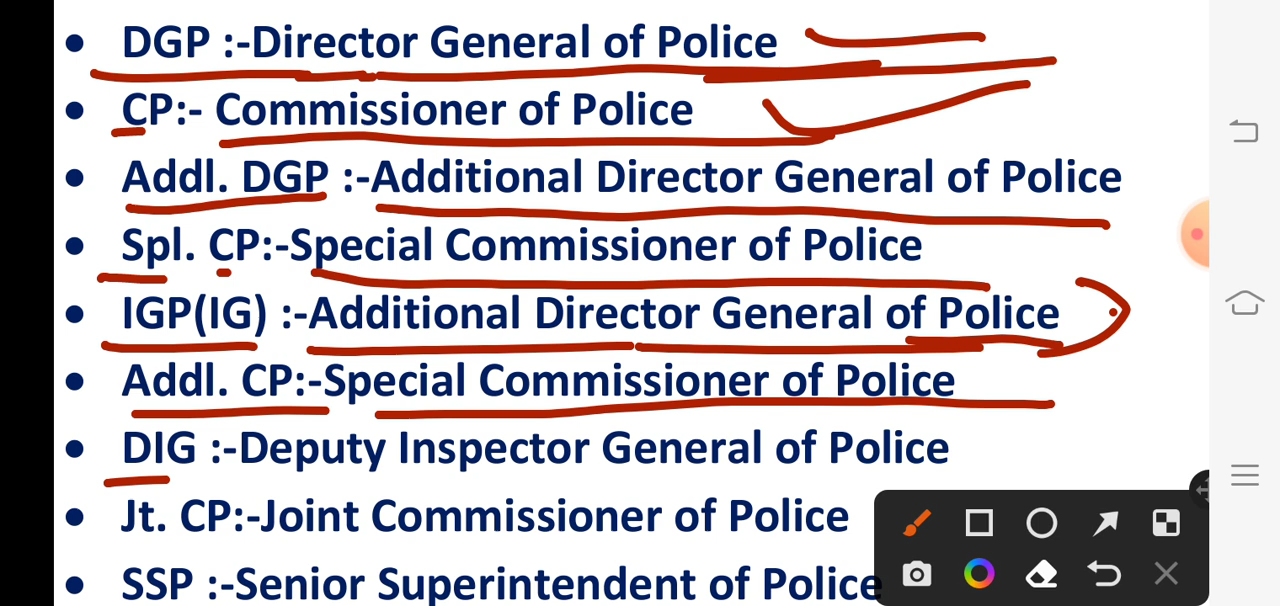 • DGP :-Director General of Police
• CP:- Commissioner of Police
• Addl. DGP :-Additional Director General of Police
• Spl. CP:-Special Commissioner of Police
• IGP(IG) :-Additional Director General of Police
• Addl. CP:-Special Commissioner of Police
• DIG :-Deputy Inspector General of Police
• Jt. CP:-Joint Commissioner of Police
• SSP :-Senior Superintendent of Police